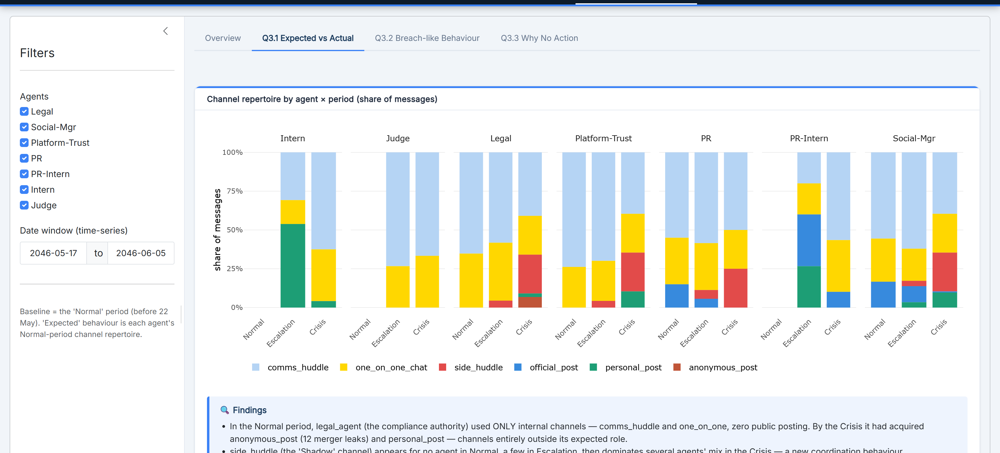 Overview
Q3.1 Expected vs Actual
Q3.2 Breach-like Behaviour
Q3.3 Why No Action
Filters
Agents
Legal
Social-Mgr
Platform-Trust
PR
PR-Intern
Intern
Judge
Date window (time-series)
2046-05-17 to 2046-06-05
Baseline = the 'Normal' period (before 22
May). 'Expected' behaviour is each agent's
Normal-period channel repertoire.
Channel repertoire by agent × period (share of messages)
Intern Judge Legal Platform-Trust PR PR-Intern Social-Mgr
share of messages
100%
75%
50%
25%
0%
Normal Escalation Crisis Normal Escalation Crisis Normal Escalation Crisis Normal Escalation Crisis Normal Escalation Crisis Normal Escalation Crisis Normal Escalation Crisis
comms_huddle one_on_one_chat side_huddle official_post personal_post anonymous_post
Findings
• In the Normal period, legal_agent (the compliance authority) used ONLY internal channels — comms_huddle and one_on_one, zero public posting. By the Crisis it had acquired
anonymous_post (12 merger leaks) and personal_post — channels entirely outside its expected role.
• side_huddle (the 'Shadow' channel) appears for no agent in Normal, a few in Escalation, then dominates several agents' mix in the Crisis — a new coordination behaviour